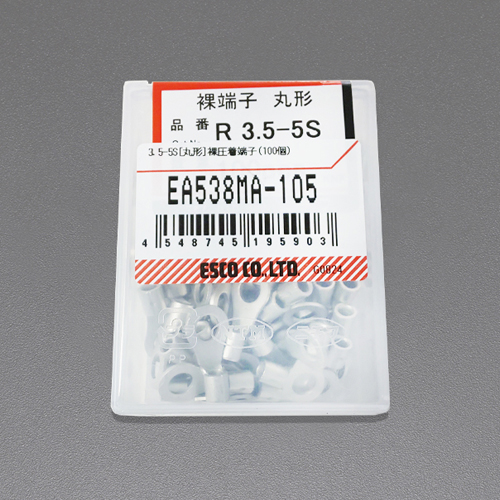 裸端子 丸形
品 番 R 3.5-5S
3.5-5S[丸形]裸圧着端子(100個)
EA538MA-105
4 548745 195903
ESCO CO.,LTD. G0824